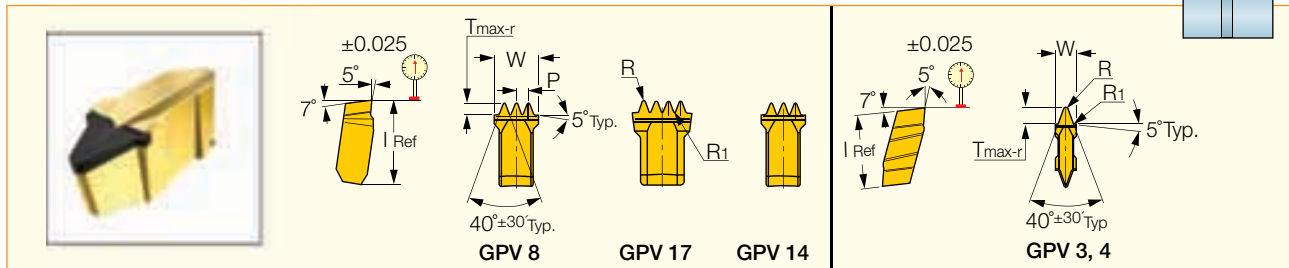 ±0.025
5°
7°
l Ref
Tmax-r
W
P
5° Typ.
40°±30′Typ.
GPV 8
R
R1
GPV 17
GPV 14
±0.025
5°
7°
l Ref
W
R
R1
5° Typ.
Tmax-r
40°±30′Typ
GPV 3, 4